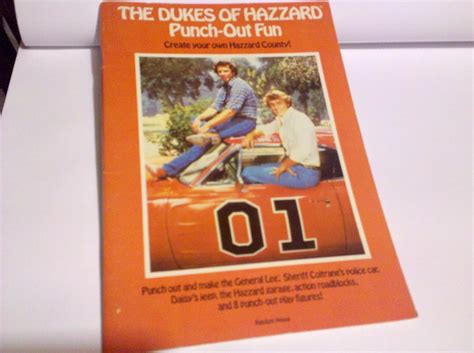 THE DUKES OF HAZZARD
Punch-Out Fun
Create your own Hazzard County!
01
Punch out and make the General Lee, Sheriff Coltrane's police car,
Daisy's jeep, the Hazzard garage, action roadblocks,
and 8 punch-out play figures!
House